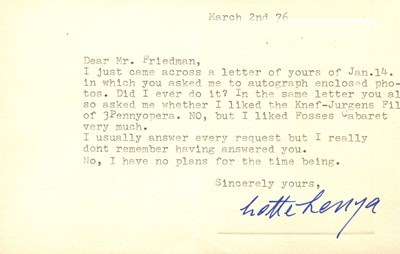 March 2nd 76
Dear Mr. Friedman,
I just came across a letter of yours of Jan.14.
in which you asked me to autograph enclosed pho-
tos. Did I ever do it? In the same letter you al
so asked me whether I liked the Knef-Jurgens Fil
of 3Pennyopera. NO, but I liked Fosses Cabaret
very much.
I usually answer every request but I really
dont remember having answered you.
No, I have no plans for the time being.
Sincerely yours,
Lotte Lenya